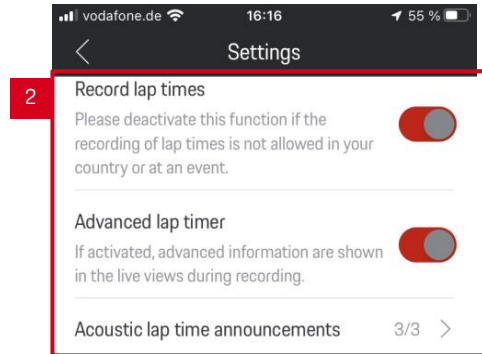 vodafone.de 16:16 55 %
Settings
2
Record lap times
Please deactivate this function if the
recording of lap times is not allowed in your
country or at an event.
Advanced lap timer
If activated, advanced information are shown
in the live views during recording.
Acoustic lap time announcements 3/3